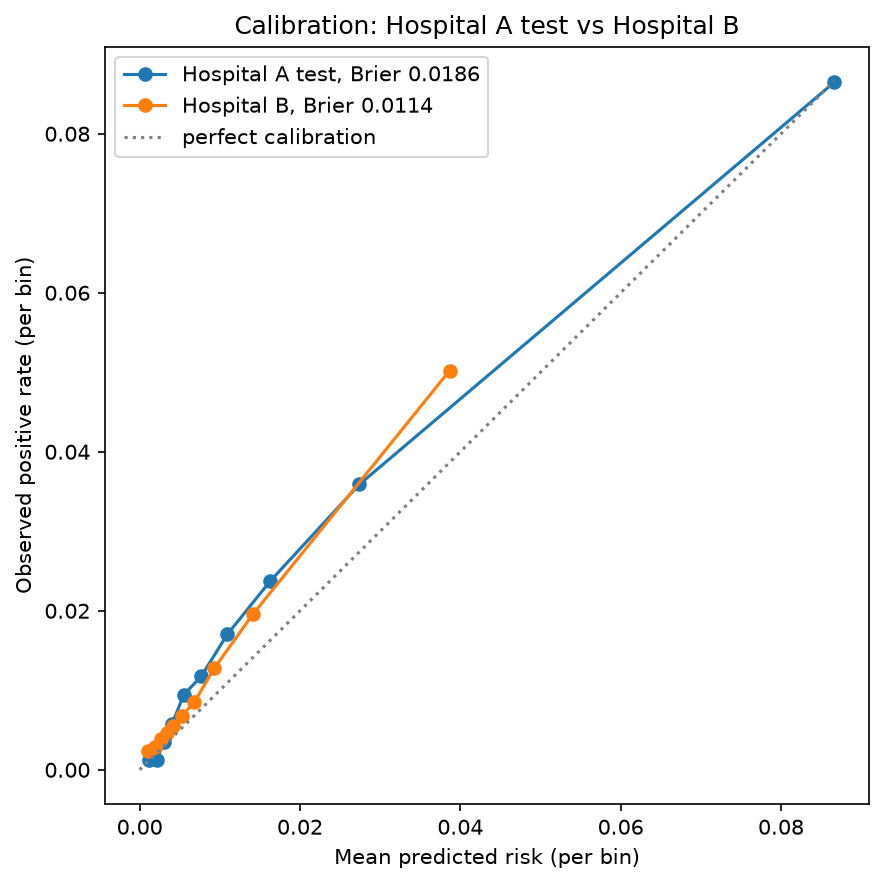 Calibration: Hospital A test vs Hospital B
Hospital A test, Brier 0.0186
Hospital B, Brier 0.0114
perfect calibration
Observed positive rate (per bin)
0.08
0.06
0.04
0.02
0.00
0.00 0.02 0.04 0.06 0.08
Mean predicted risk (per bin)